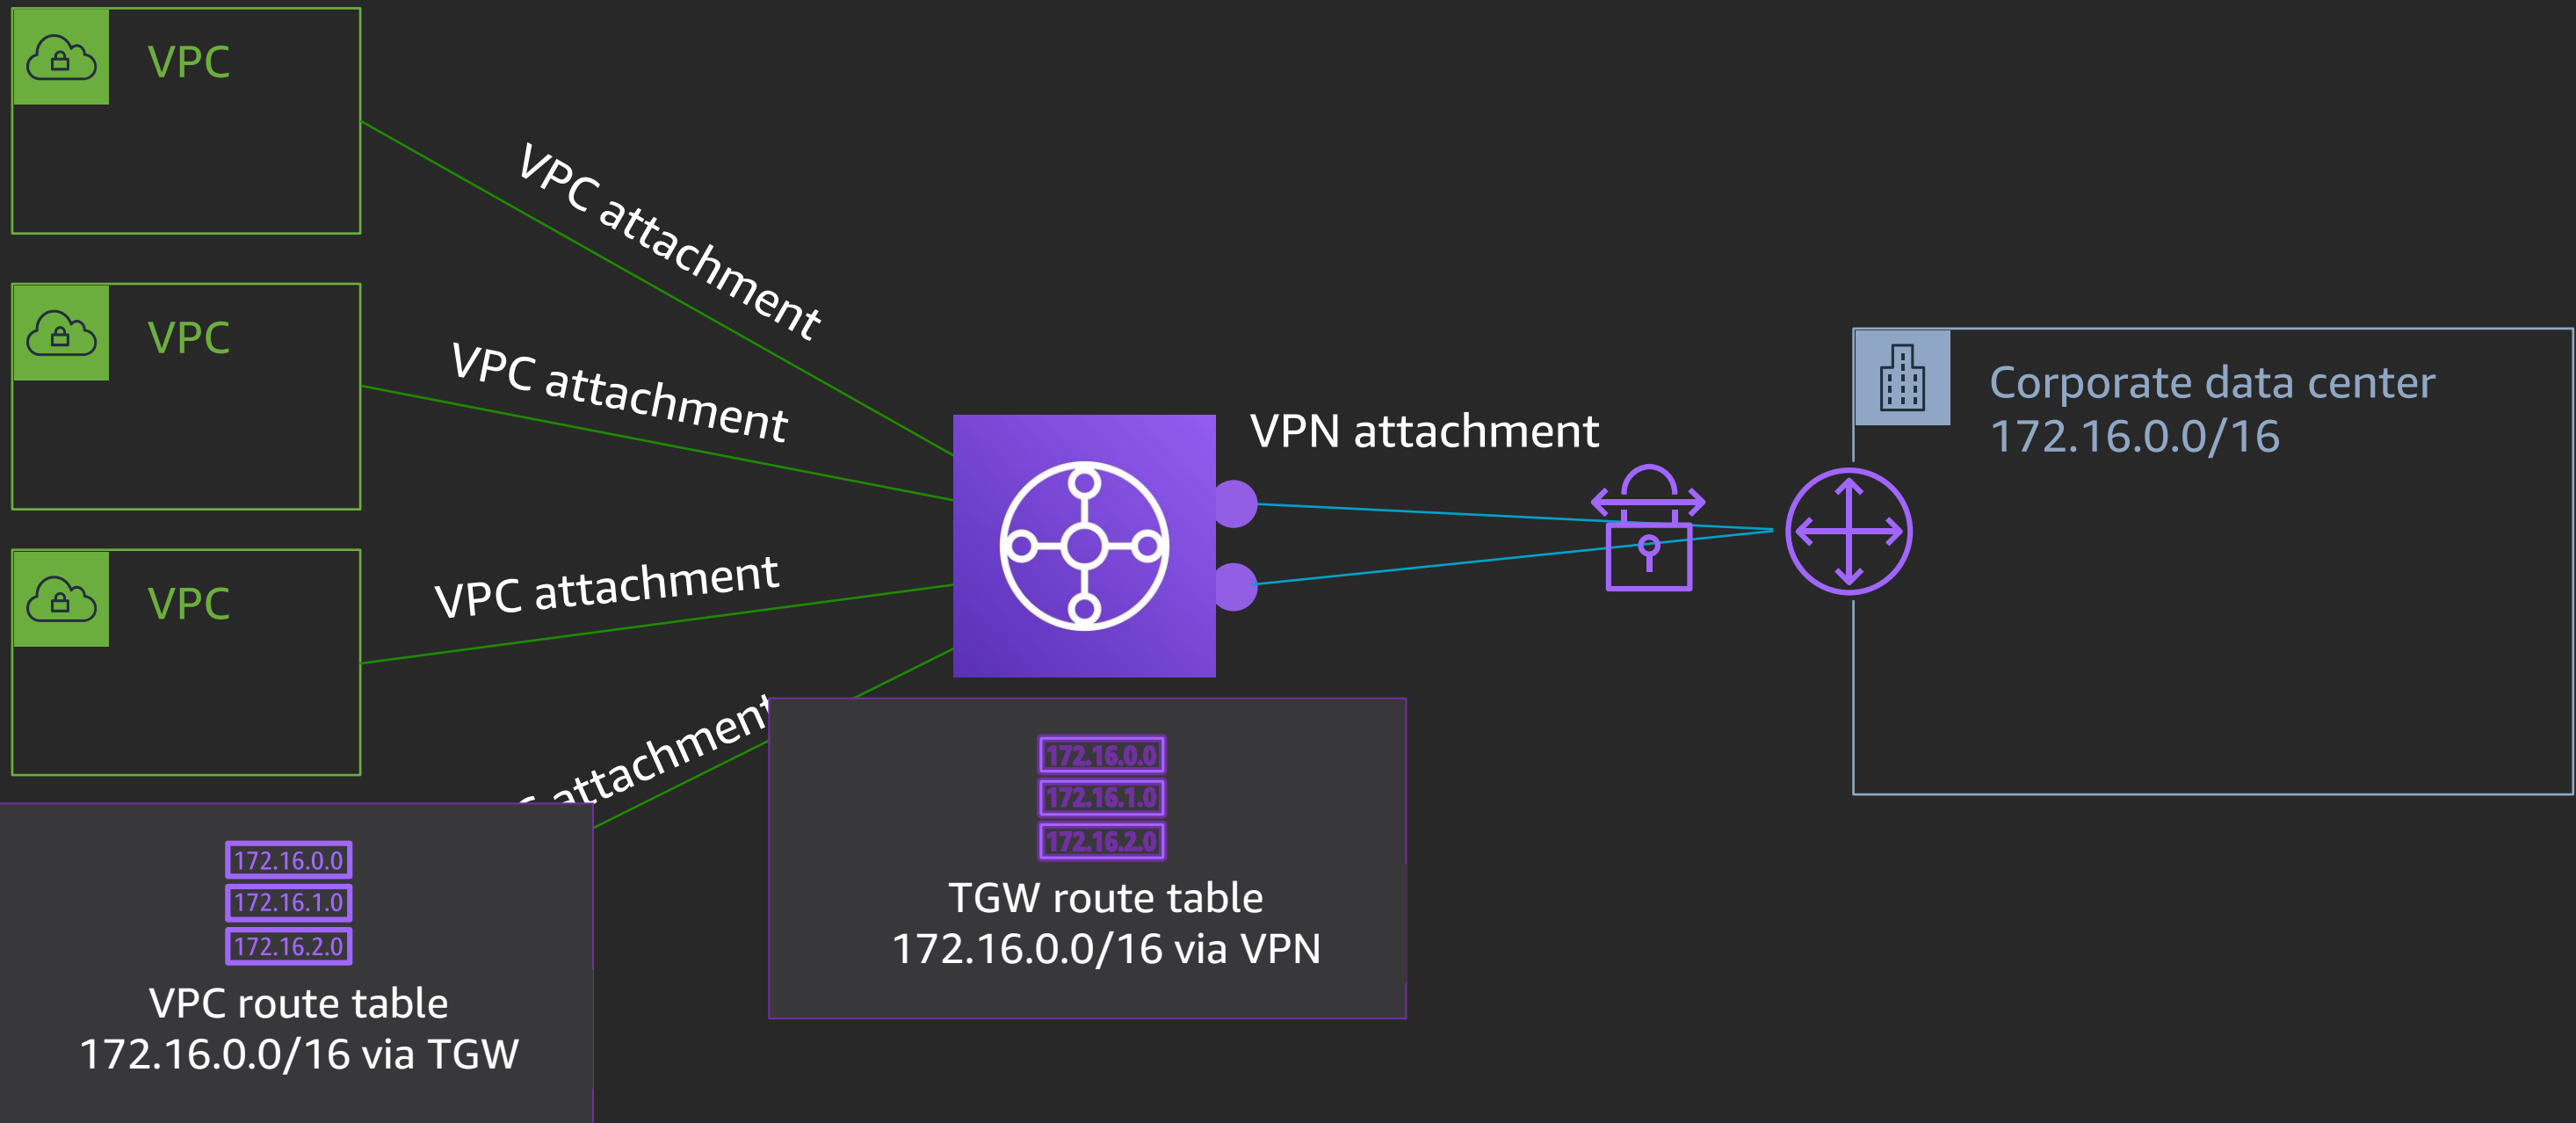 VPC
VPC attachment
VPC
VPC attachment
VPC
VPC attachment
attachment
VPN attachment
Corporate data center
172.16.0.0/16
172.16.0.0
172.16.1.0
172.16.2.0
TGW route table
172.16.0.0/16 via VPN
172.16.0.0
172.16.1.0
172.16.2.0
VPC route table
172.16.0.0/16 via TGW